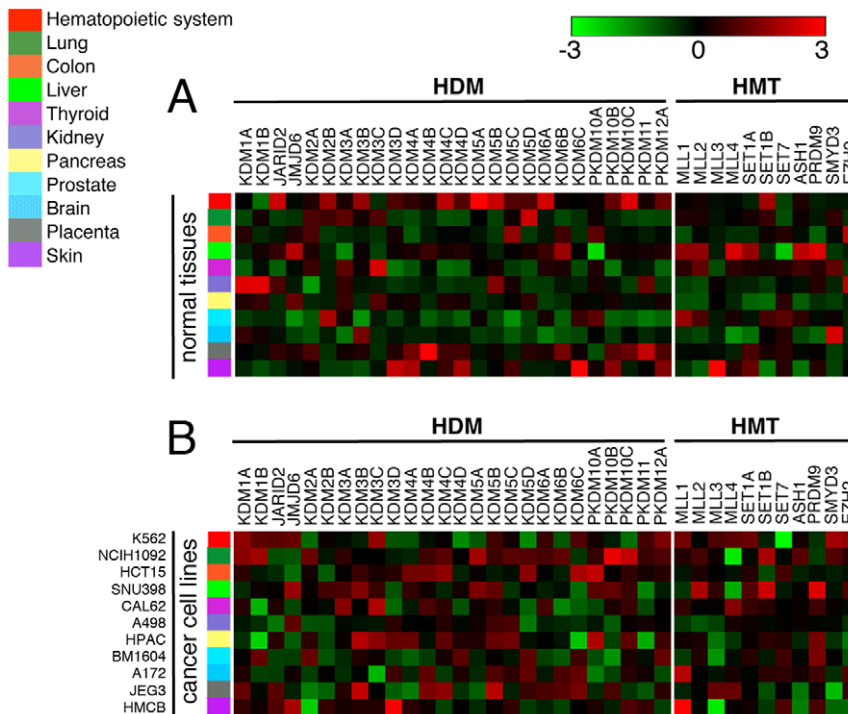 Hematopoietic system
Lung
Colon
Liver
Thyroid
Kidney
Pancreas
Prostate
Brain
Placenta
Skin
-3 0 3
A
HDM HMT
KDM1A KDM1B JARID2 JMJD6 KDM2A KDM2B KDM3A KDM3B KDM3C KDM3D KDM4A KDM4B KDM4C KDM4D KDM5A KDM5B KDM5C KDM5D KDM6A KDM6B KDM6C PKDM10A PKDM10B PKDM10C PKDM11 PKDM12A MLL1 MLL2 MLL3 MLL4 SET1A SET1B SET7 ASH1 PRDM9 SMYD3 EZH2
normal tissues
B
HDM HMT
KDM1A KDM1B JARID2 JMJD6 KDM2A KDM2B KDM3A KDM3B KDM3C KDM3D KDM4A KDM4B KDM4C KDM4D KDM5A KDM5B KDM5C KDM5D KDM6A KDM6B KDM6C PKDM10A PKDM10B PKDM10C PKDM11 PKDM12A MLL1 MLL2 MLL3 MLL4 SET1A SET1B SET7 ASH1 PRDM9 SMYD3 EZH2
cancer cell lines
K562
NCIH1092
HCT15
SNU398
CAL62
A498
HPAC
BM1604
A172
JEG3
HMCB